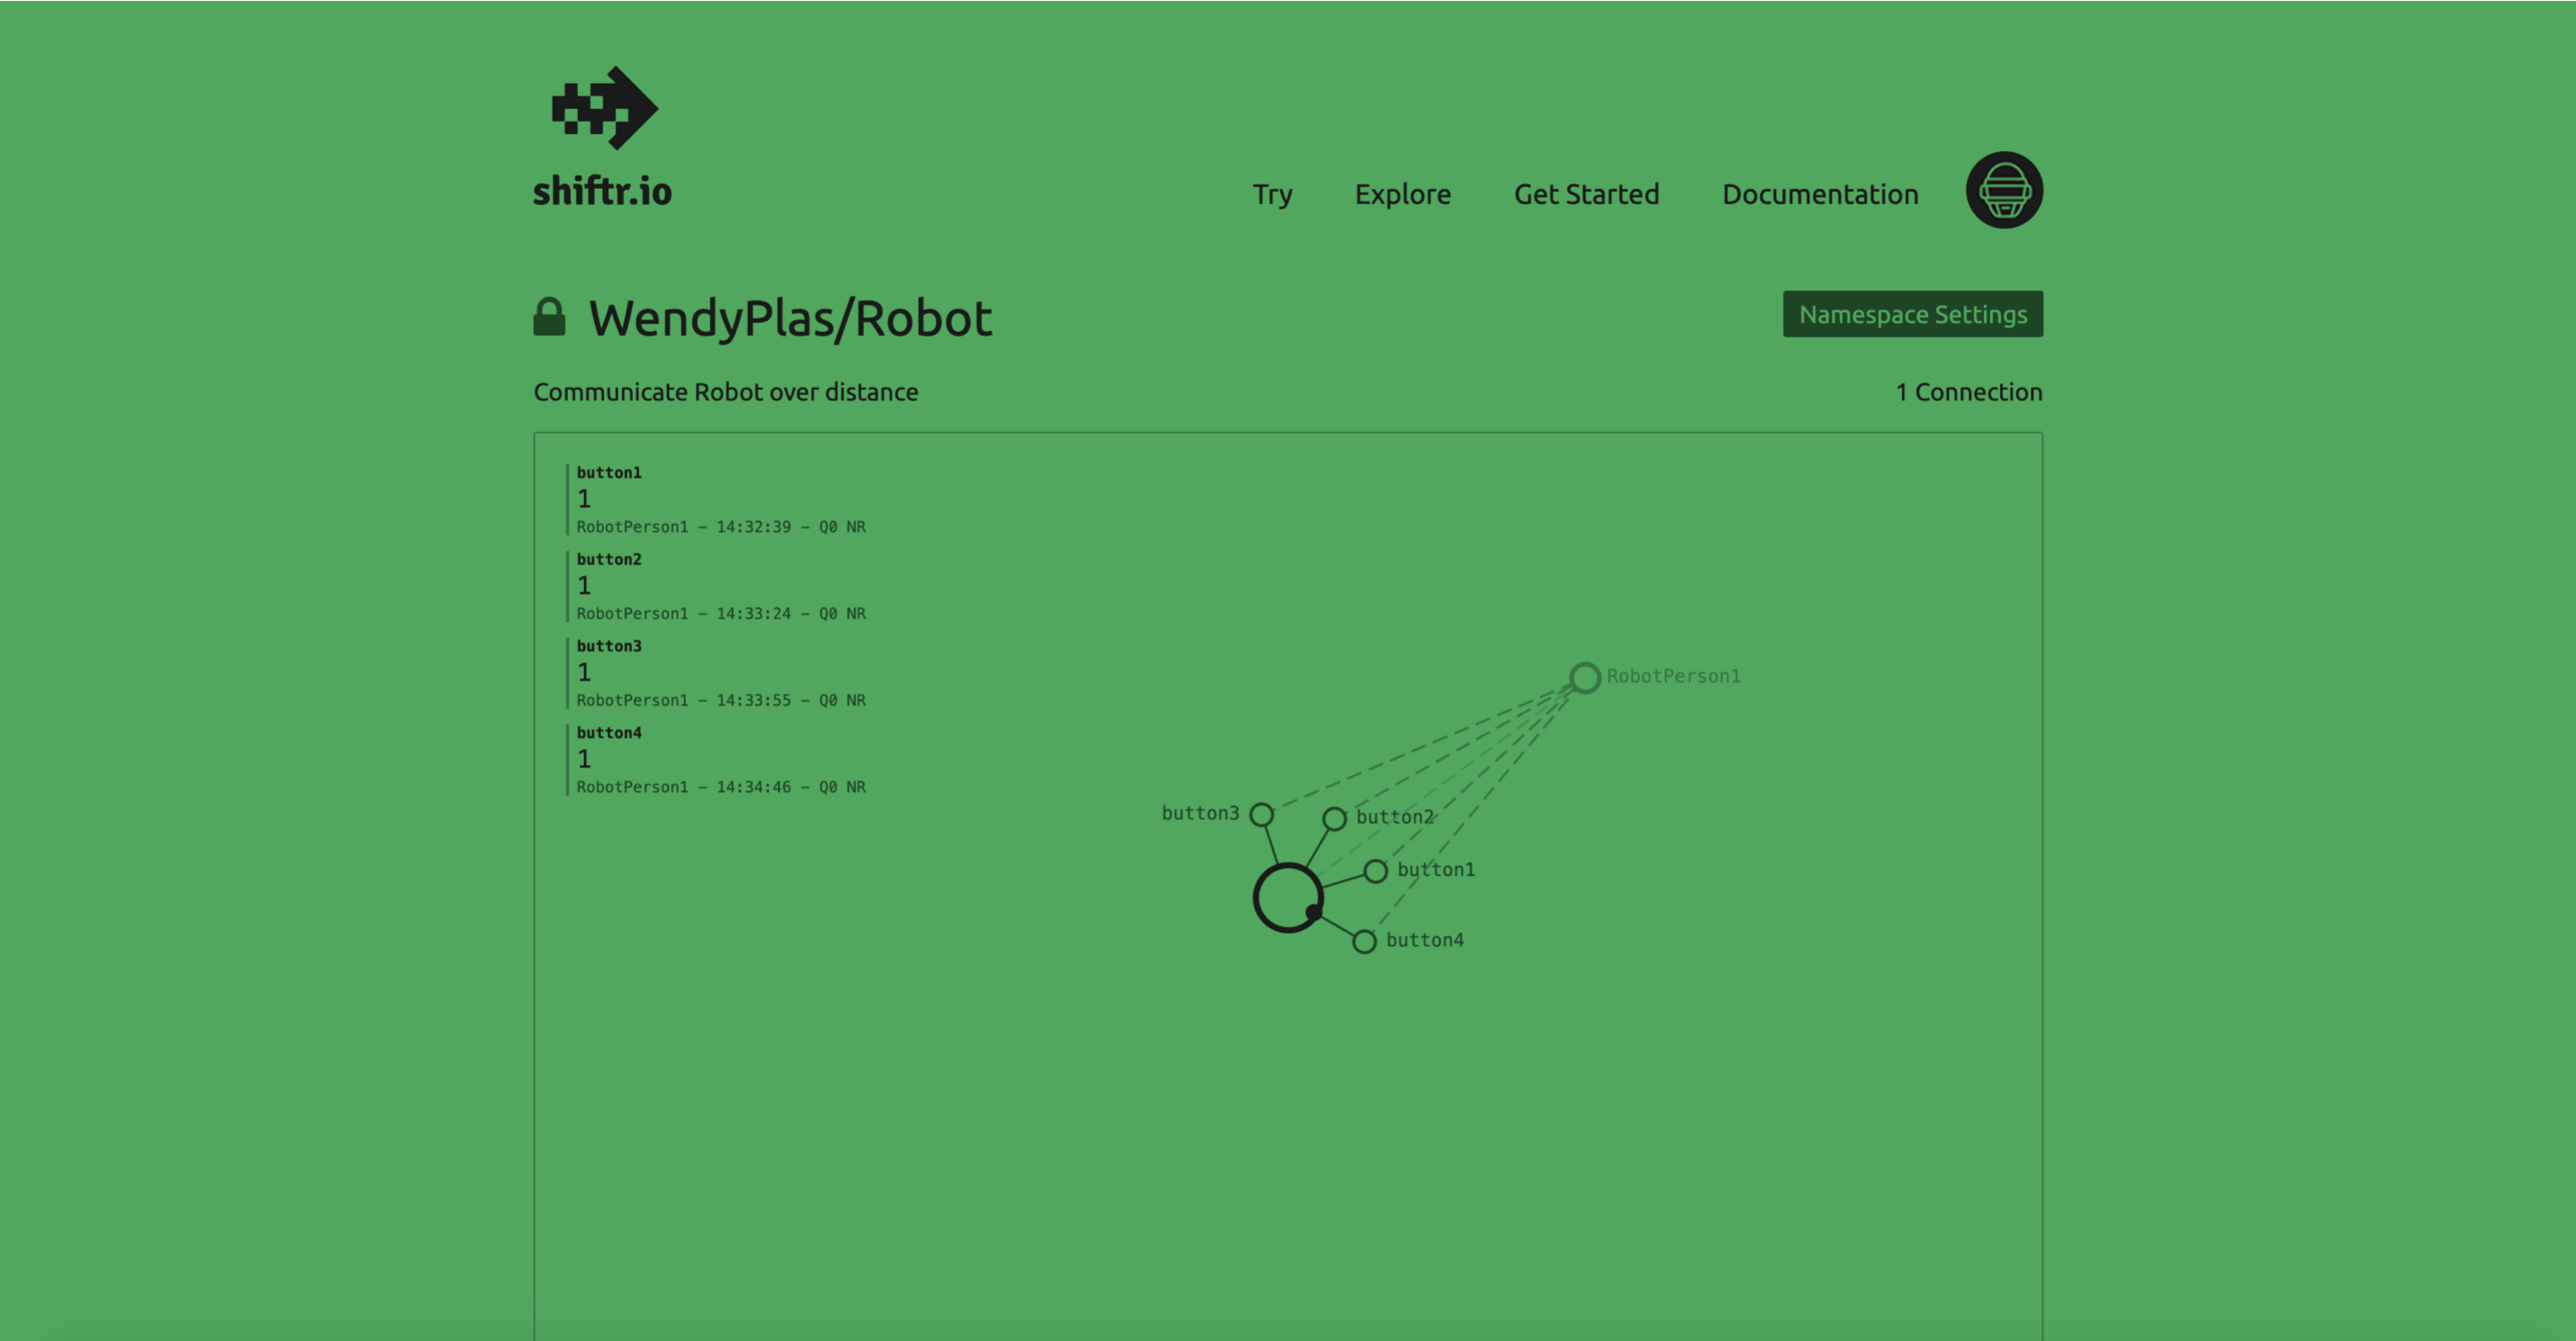 shiftr.io
Try Explore Get Started Documentation
WendyPlas/Robot
Namespace Settings
Communicate Robot over distance
1 Connection
button1
1
RobotPerson1 – 14:32:39 – Q0 NR
button2
1
RobotPerson1 – 14:33:24 – Q0 NR
button3
1
RobotPerson1 – 14:33:55 – Q0 NR
button4
1
RobotPerson1 – 14:34:46 – Q0 NR
RobotPerson1
button3
button2
button1
button4